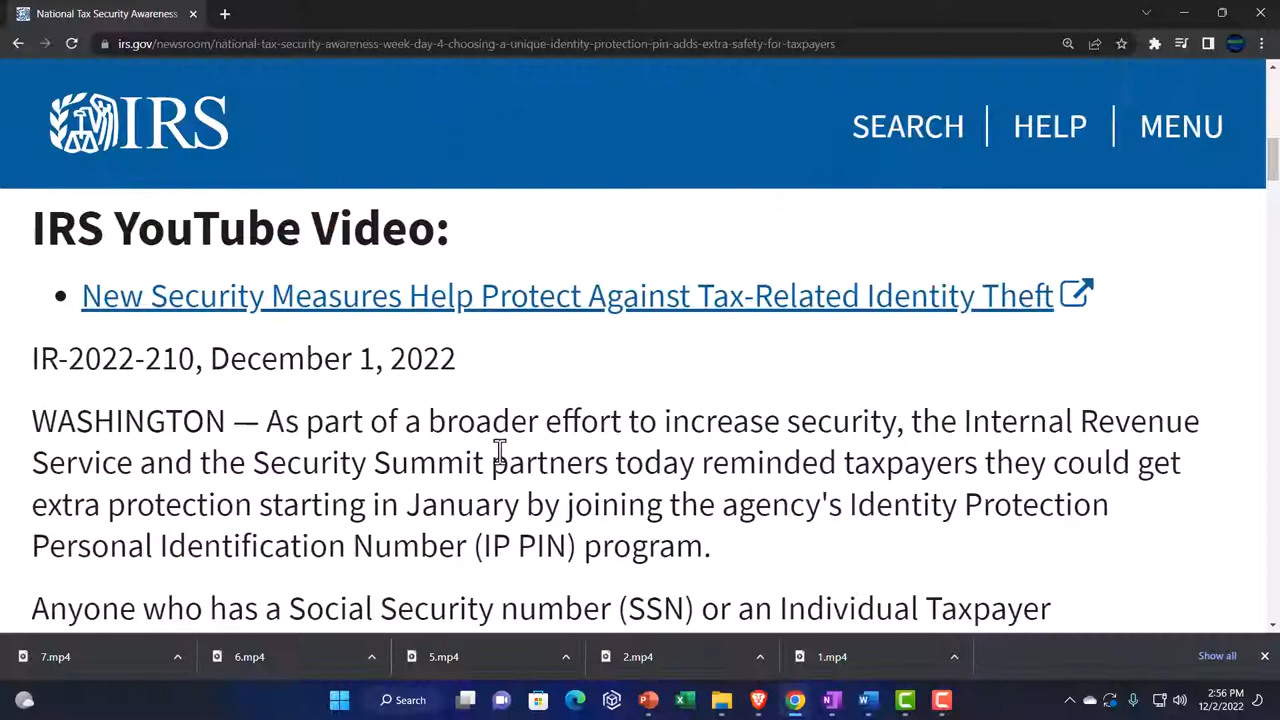 National Tax Security Awareness
irs.gov/newsroom/national-tax-security-awareness-week-day-4-choosing-a-unique-identity-protection-pin-adds-extra-safety-for-taxpayers
IRS
SEARCH HELP MENU
IRS YouTube Video:
• New Security Measures Help Protect Against Tax-Related Identity Theft
IR-2022-210, December 1, 2022
WASHINGTON — As part of a broader effort to increase security, the Internal Revenue
Service and the Security Summit partners today reminded taxpayers they could get
extra protection starting in January by joining the agency's Identity Protection
Personal Identification Number (IP PIN) program.
Anyone who has a Social Security number (SSN) or an Individual Taxpayer
7.mp4 6.mp4 5.mp4 2.mp4 1.mp4 Show all
Search
2:56 PM
12/2/2022